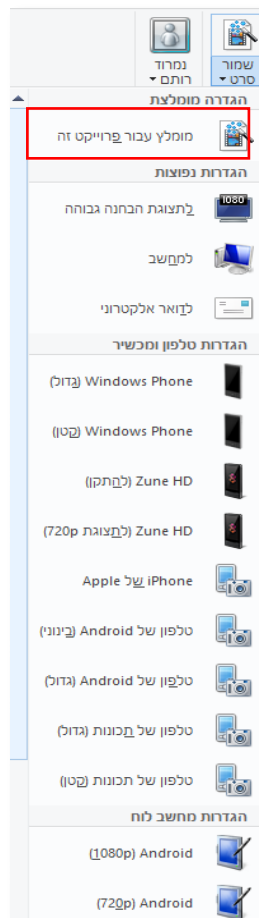 שמור
סרט
נמרוד
רותם
הגדרה מומלצת
מומלץ עבור פרוייקט זה
הגדרות נפוצות
1080
לתצוגת הבחנה גבוהה
למחשב
לדואר אלקטרוני
הגדרות טלפון ומכשיר
Windows Phone (גדול)
Windows Phone (קטן)
Zune HD (להתקן)
Zune HD (לתצוגת 720p)
iPhone של Apple
טלפון של Android (בינוני)
טלפון של Android (גדול)
טלפון של תכונות (גדול)
טלפון של תכונות (קטן)
הגדרות מחשב לוח
Android (1080p)
Android (720p)